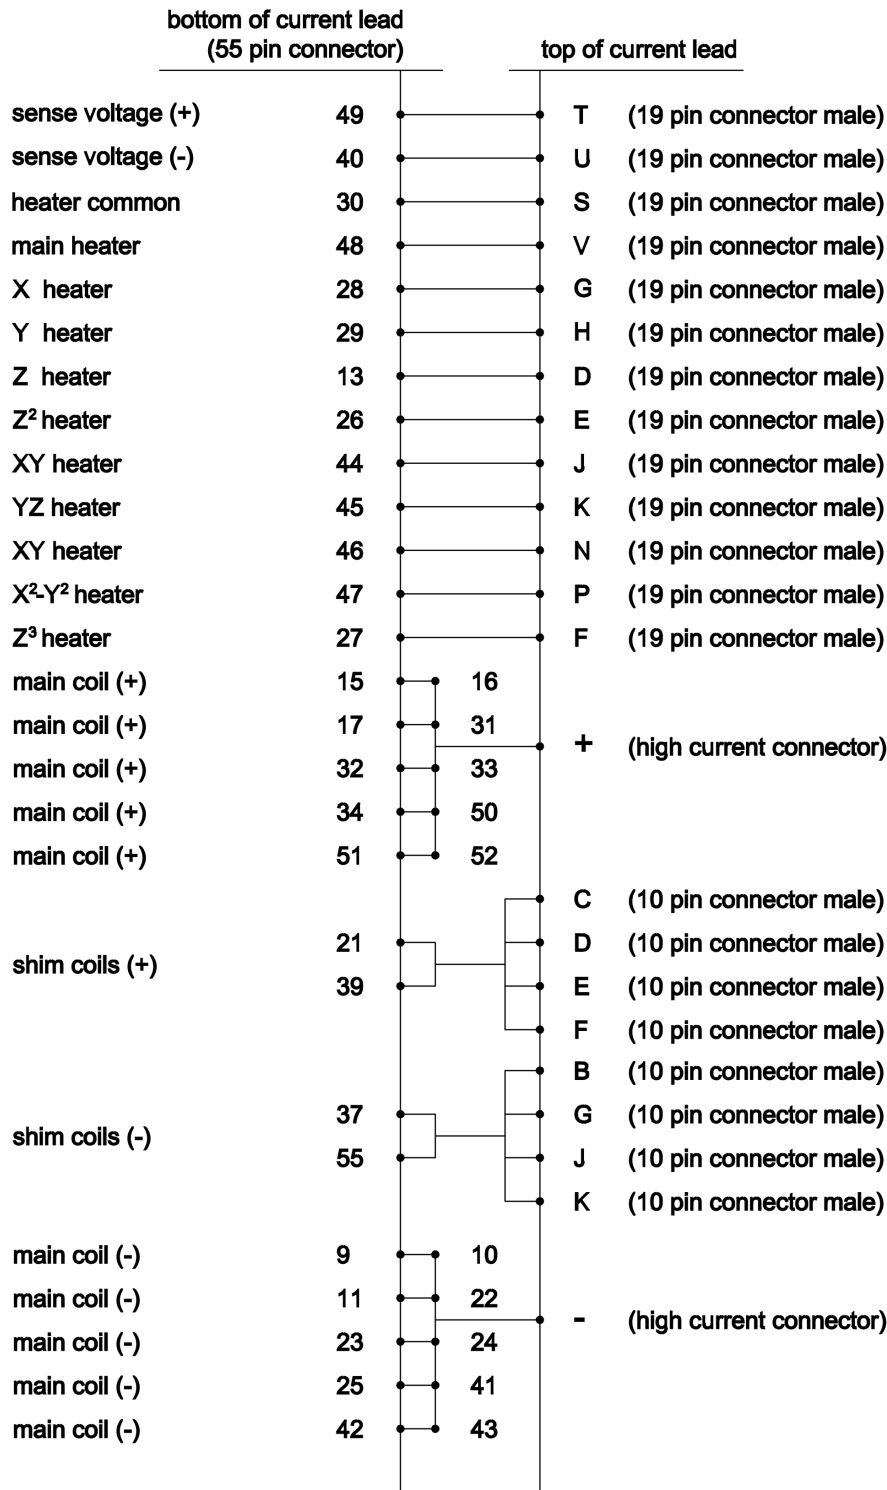 bottom of current lead
(55 pin connector)
top of current lead
sense voltage (+) 49 T (19 pin connector male)
sense voltage (-) 40 U (19 pin connector male)
heater common 30 S (19 pin connector male)
main heater 48 V (19 pin connector male)
X heater 28 G (19 pin connector male)
Y heater 29 H (19 pin connector male)
Z heater 13 D (19 pin connector male)
Z² heater 26 E (19 pin connector male)
XY heater 44 J (19 pin connector male)
YZ heater 45 K (19 pin connector male)
XY heater 46 N (19 pin connector male)
X²-Y² heater 47 P (19 pin connector male)
Z³ heater 27 F (19 pin connector male)
main coil (+) 15 16
main coil (+) 17 31
+ (high current connector)
main coil (+) 32 33
main coil (+) 34 50
main coil (+) 51 52
C (10 pin connector male)
21 D (10 pin connector male)
shim coils (+)
39 E (10 pin connector male)
F (10 pin connector male)
B (10 pin connector male)
37 G (10 pin connector male)
shim coils (-)
55 J (10 pin connector male)
K (10 pin connector male)
main coil (-) 9 10
main coil (-) 11 22
- (high current connector)
main coil (-) 23 24
main coil (-) 25 41
main coil (-) 42 43